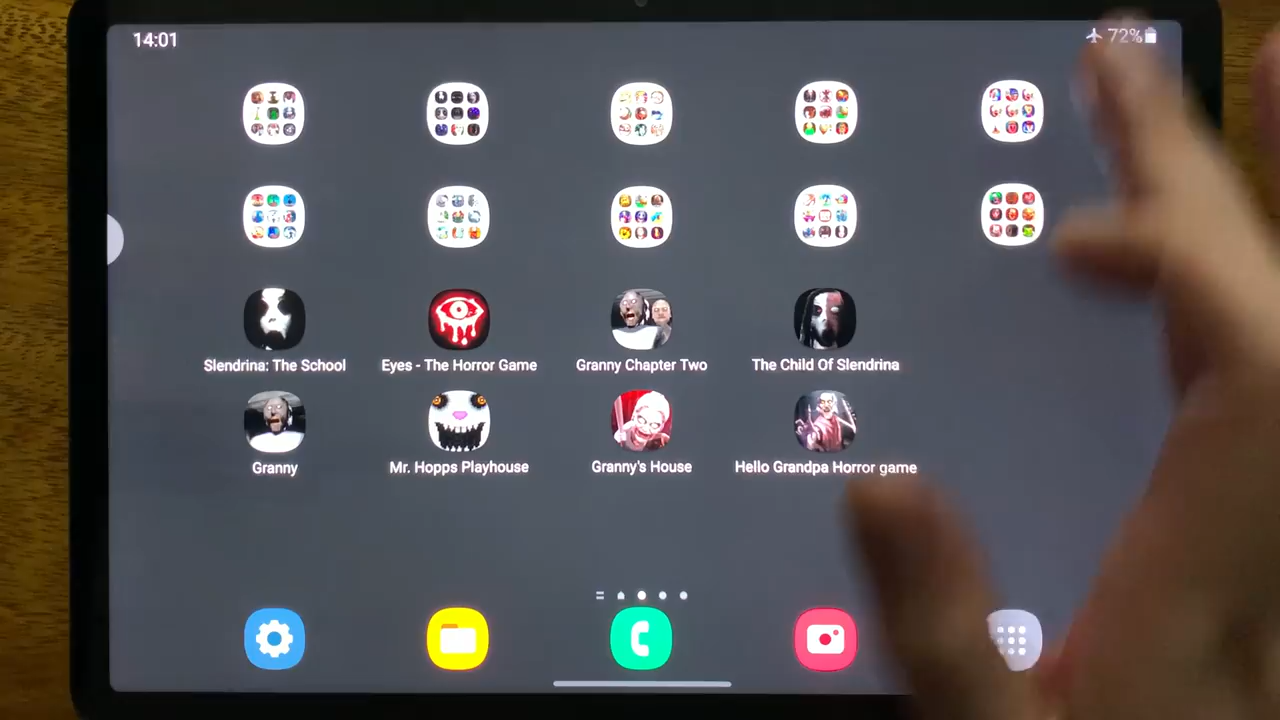 14:01
72%
Slendrina: The School
Eyes - The Horror Game
Granny Chapter Two
The Child Of Slendrina
Granny
Mr. Hopps Playhouse
Granny's House
Hello Grandpa Horror game